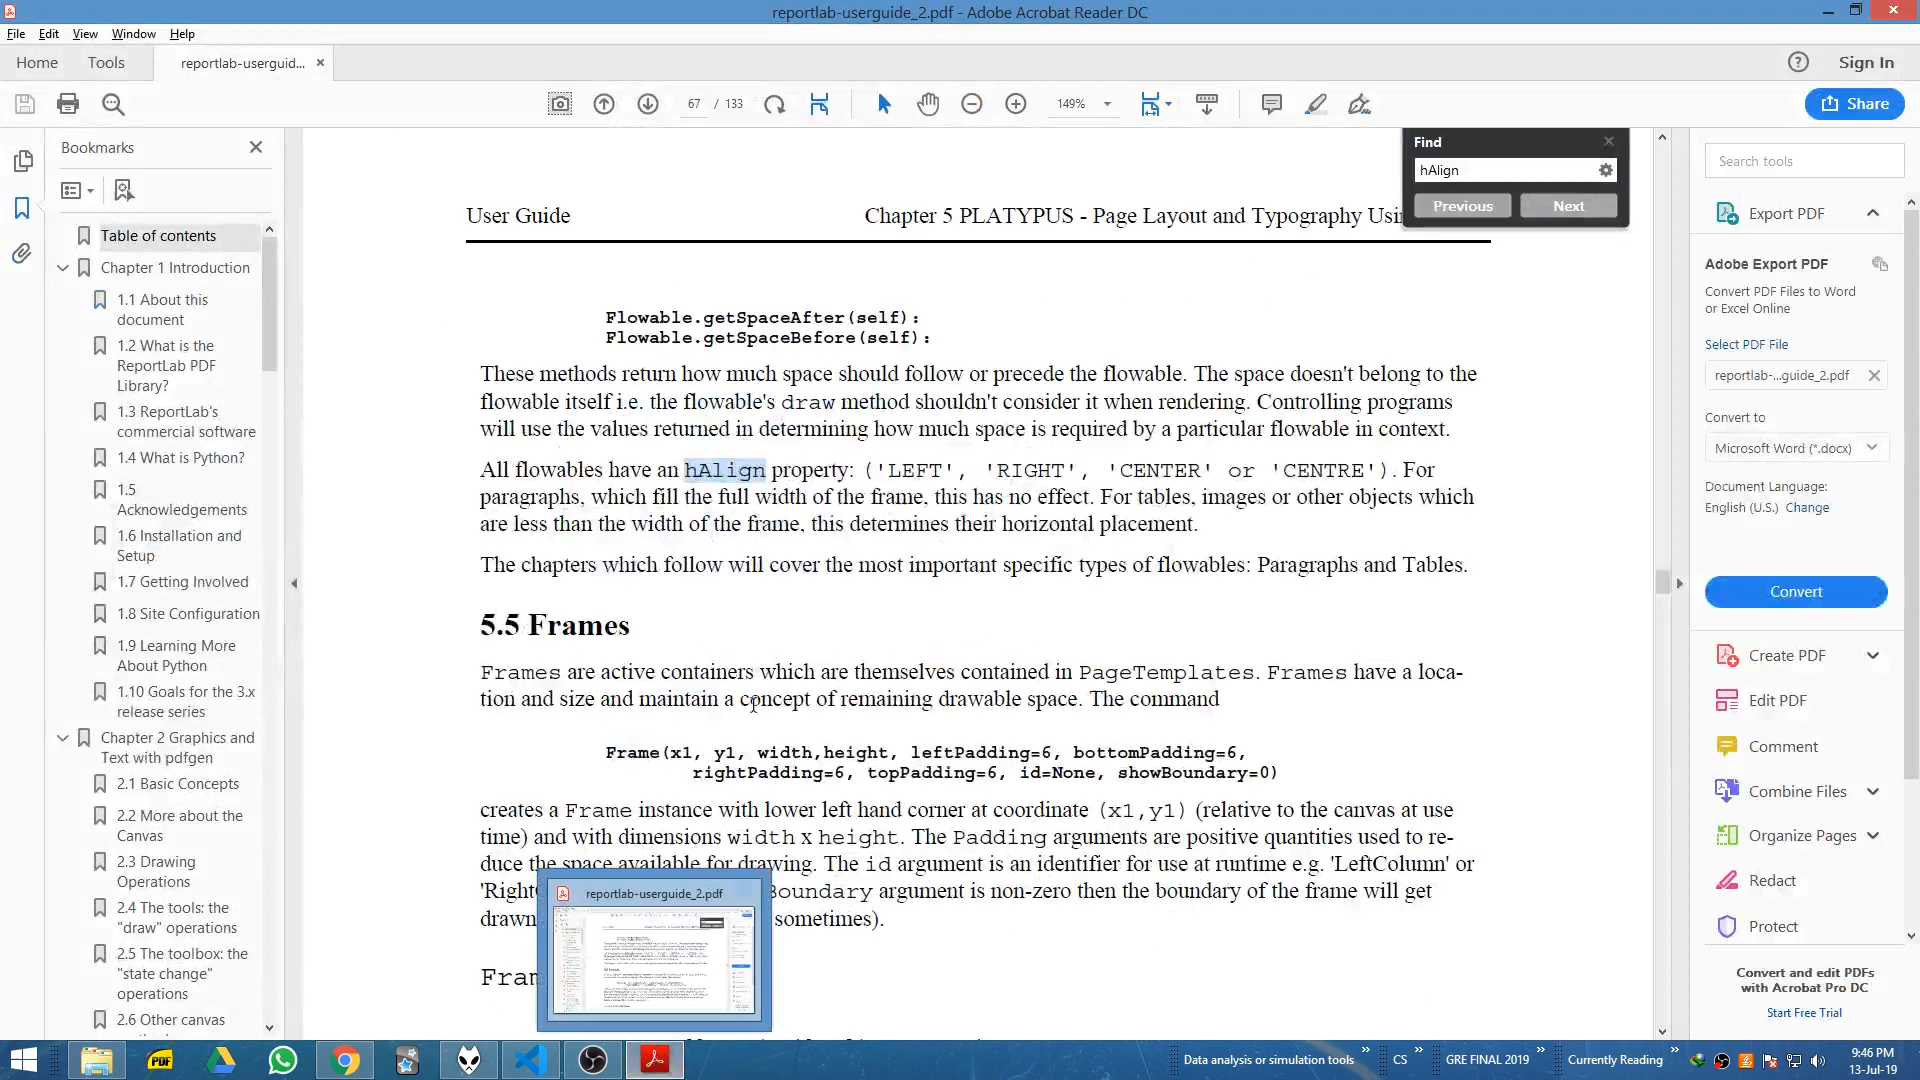 reportlab-userguide_2.pdf - Adobe Acrobat Reader DC
File Edit View Window Help
Home Tools reportlab-userguid... × Sign In
67 / 133 149% Share
Bookmarks
Table of contents
Chapter 1 Introduction
1.1 About this
document
1.2 What is the
ReportLab PDF
Library?
1.3 ReportLab's
commercial software
1.4 What is Python?
1.5
Acknowledgements
1.6 Installation and
Setup
1.7 Getting Involved
1.8 Site Configuration
1.9 Learning More
About Python
1.10 Goals for the 3.x
release series
Chapter 2 Graphics and
Text with pdfgen
2.1 Basic Concepts
2.2 More about the
Canvas
2.3 Drawing
Operations
2.4 The tools: the
"draw" operations
2.5 The toolbox: the
"state change"
operations
2.6 Other canvas
User Guide Chapter 5 PLATYPUS - Page Layout and Typography Usin
Find
hAlign
Previous Next
Flowable.getSpaceAfter(self):
Flowable.getSpaceBefore(self):
These methods return how much space should follow or precede the flowable. The space doesn't belong to the
flowable itself i.e. the flowable's draw method shouldn't consider it when rendering. Controlling programs
will use the values returned in determining how much space is required by a particular flowable in context.
All flowables have an hAlign property: ('LEFT', 'RIGHT', 'CENTER' or 'CENTRE'). For
paragraphs, which fill the full width of the frame, this has no effect. For tables, images or other objects which
are less than the width of the frame, this determines their horizontal placement.
The chapters which follow will cover the most important specific types of flowables: Paragraphs and Tables.
5.5 Frames
Frames are active containers which are themselves contained in PageTemplates. Frames have a loca-
tion and size and maintain a concept of remaining drawable space. The command
Frame(x1, y1, width,height, leftPadding=6, bottomPadding=6,
rightPadding=6, topPadding=6, id=None, showBoundary=0)
creates a Frame instance with lower left hand corner at coordinate (x1,y1) (relative to the canvas at use
time) and with dimensions width x height. The Padding arguments are positive quantities used to re-
duce the space available for drawing. The id argument is an identifier for use at runtime e.g. 'LeftColumn' or
'RightC Boundary argument is non-zero then the boundary of the frame will get
drawn sometimes).
Fram
reportlab-userguide_2.pdf
Search tools
Export PDF
Adobe Export PDF
Convert PDF Files to Word
or Excel Online
Select PDF File
reportlab-...guide_2.pdf
Convert to
Microsoft Word (*.docx)
Document Language:
English (U.S.) Change
Convert
Create PDF
Edit PDF
Comment
Combine Files
Organize Pages
Redact
Protect
Convert and edit PDFs
with Acrobat Pro DC
Start Free Trial
PDF
Data analysis or simulation tools CS GRE FINAL 2019 Currently Reading
9:46 PM
13-Jul-19